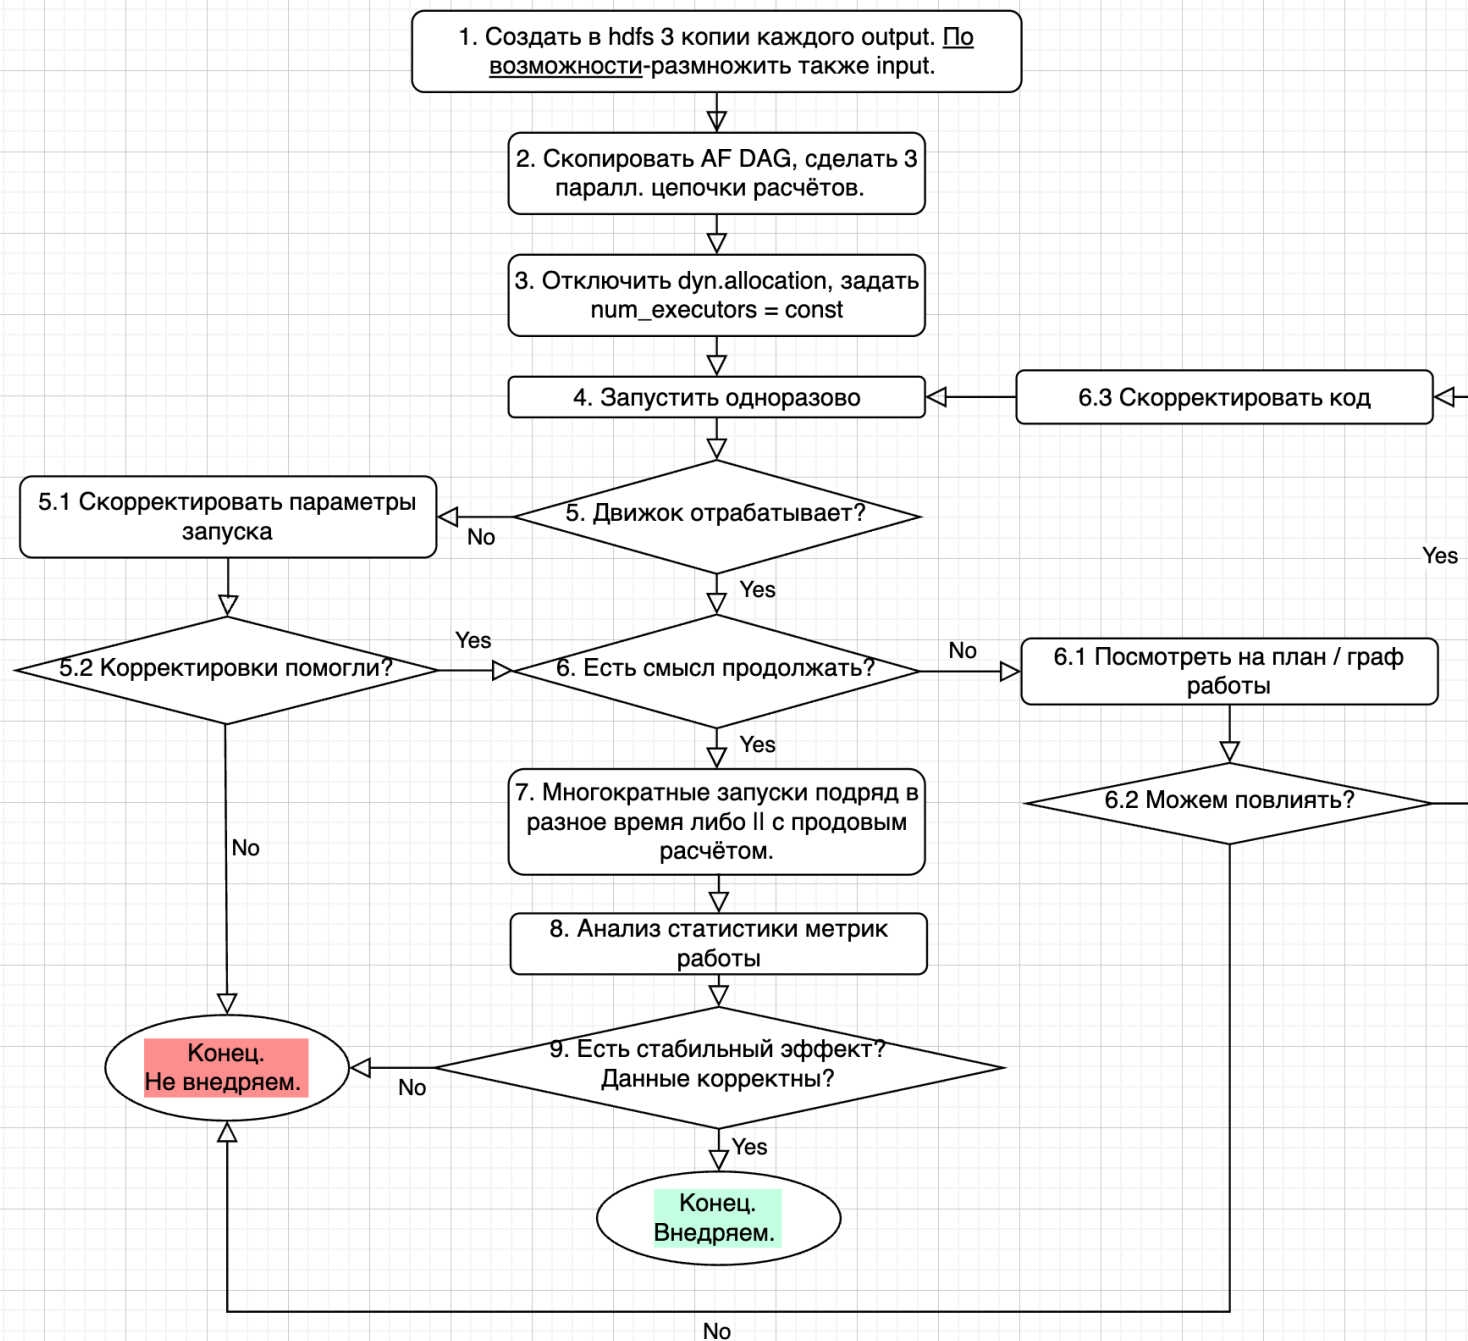 1. Создать в hdfs 3 копии каждого output. По
возможности-размножить также input.
2. Скопировать AF DAG, сделать 3
паралл. цепочки расчётов.
3. Отключить dyn.allocation, задать
num_executors = const
4. Запустить одноразово
6.3 Скорректировать код
5.1 Скорректировать параметры
запуска
5. Движок отрабатывает?
No
Yes
Yes
5.2 Корректировки помогли?
Yes
6. Есть смысл продолжать?
No
6.1 Посмотреть на план / граф
работы
Yes
7. Многократные запуски подряд в
разное время либо || с продовым
расчётом.
6.2 Можем повлиять?
No
8. Анализ статистики метрик
работы
9. Есть стабильный эффект?
Данные корректны?
Конец.
Не внедряем.
No
Yes
Конец.
Внедряем.
No